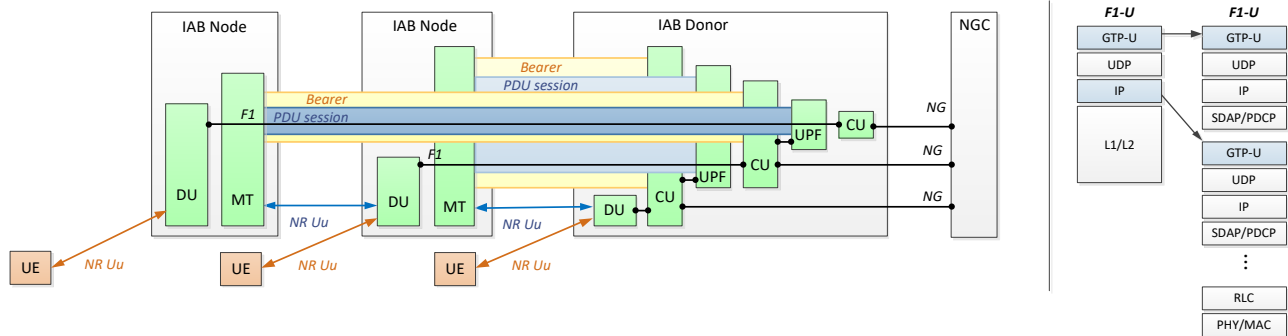 IAB Node
IAB Node
IAB Donor
NGC
F1-U
F1-U
GTP-U
GTP-U
UDP
UDP
IP
IP
SDAP/PDCP
L1/L2
GTP-U
UDP
IP
SDAP/PDCP
RLC
PHY/MAC
Bearer
PDU session
Bearer
F1
PDU session
NG
CU
UPF
F1
NG
CU
UPF
DU
MT
DU
MT
DU
CU
NG
NR Uu
NR Uu
UE
NR Uu
UE
NR Uu
UE
NR Uu